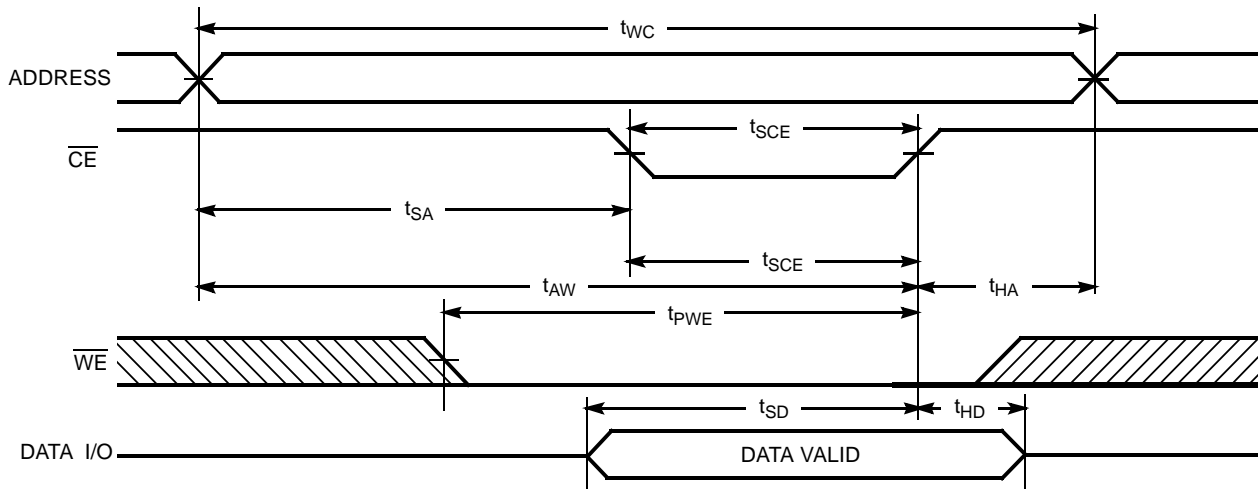 tWC
ADDRESS
tSCE
CE
tSA
tSCE
tAW
tHA
tPWE
WE
tSD
tHD
DATA I/O
DATA VALID